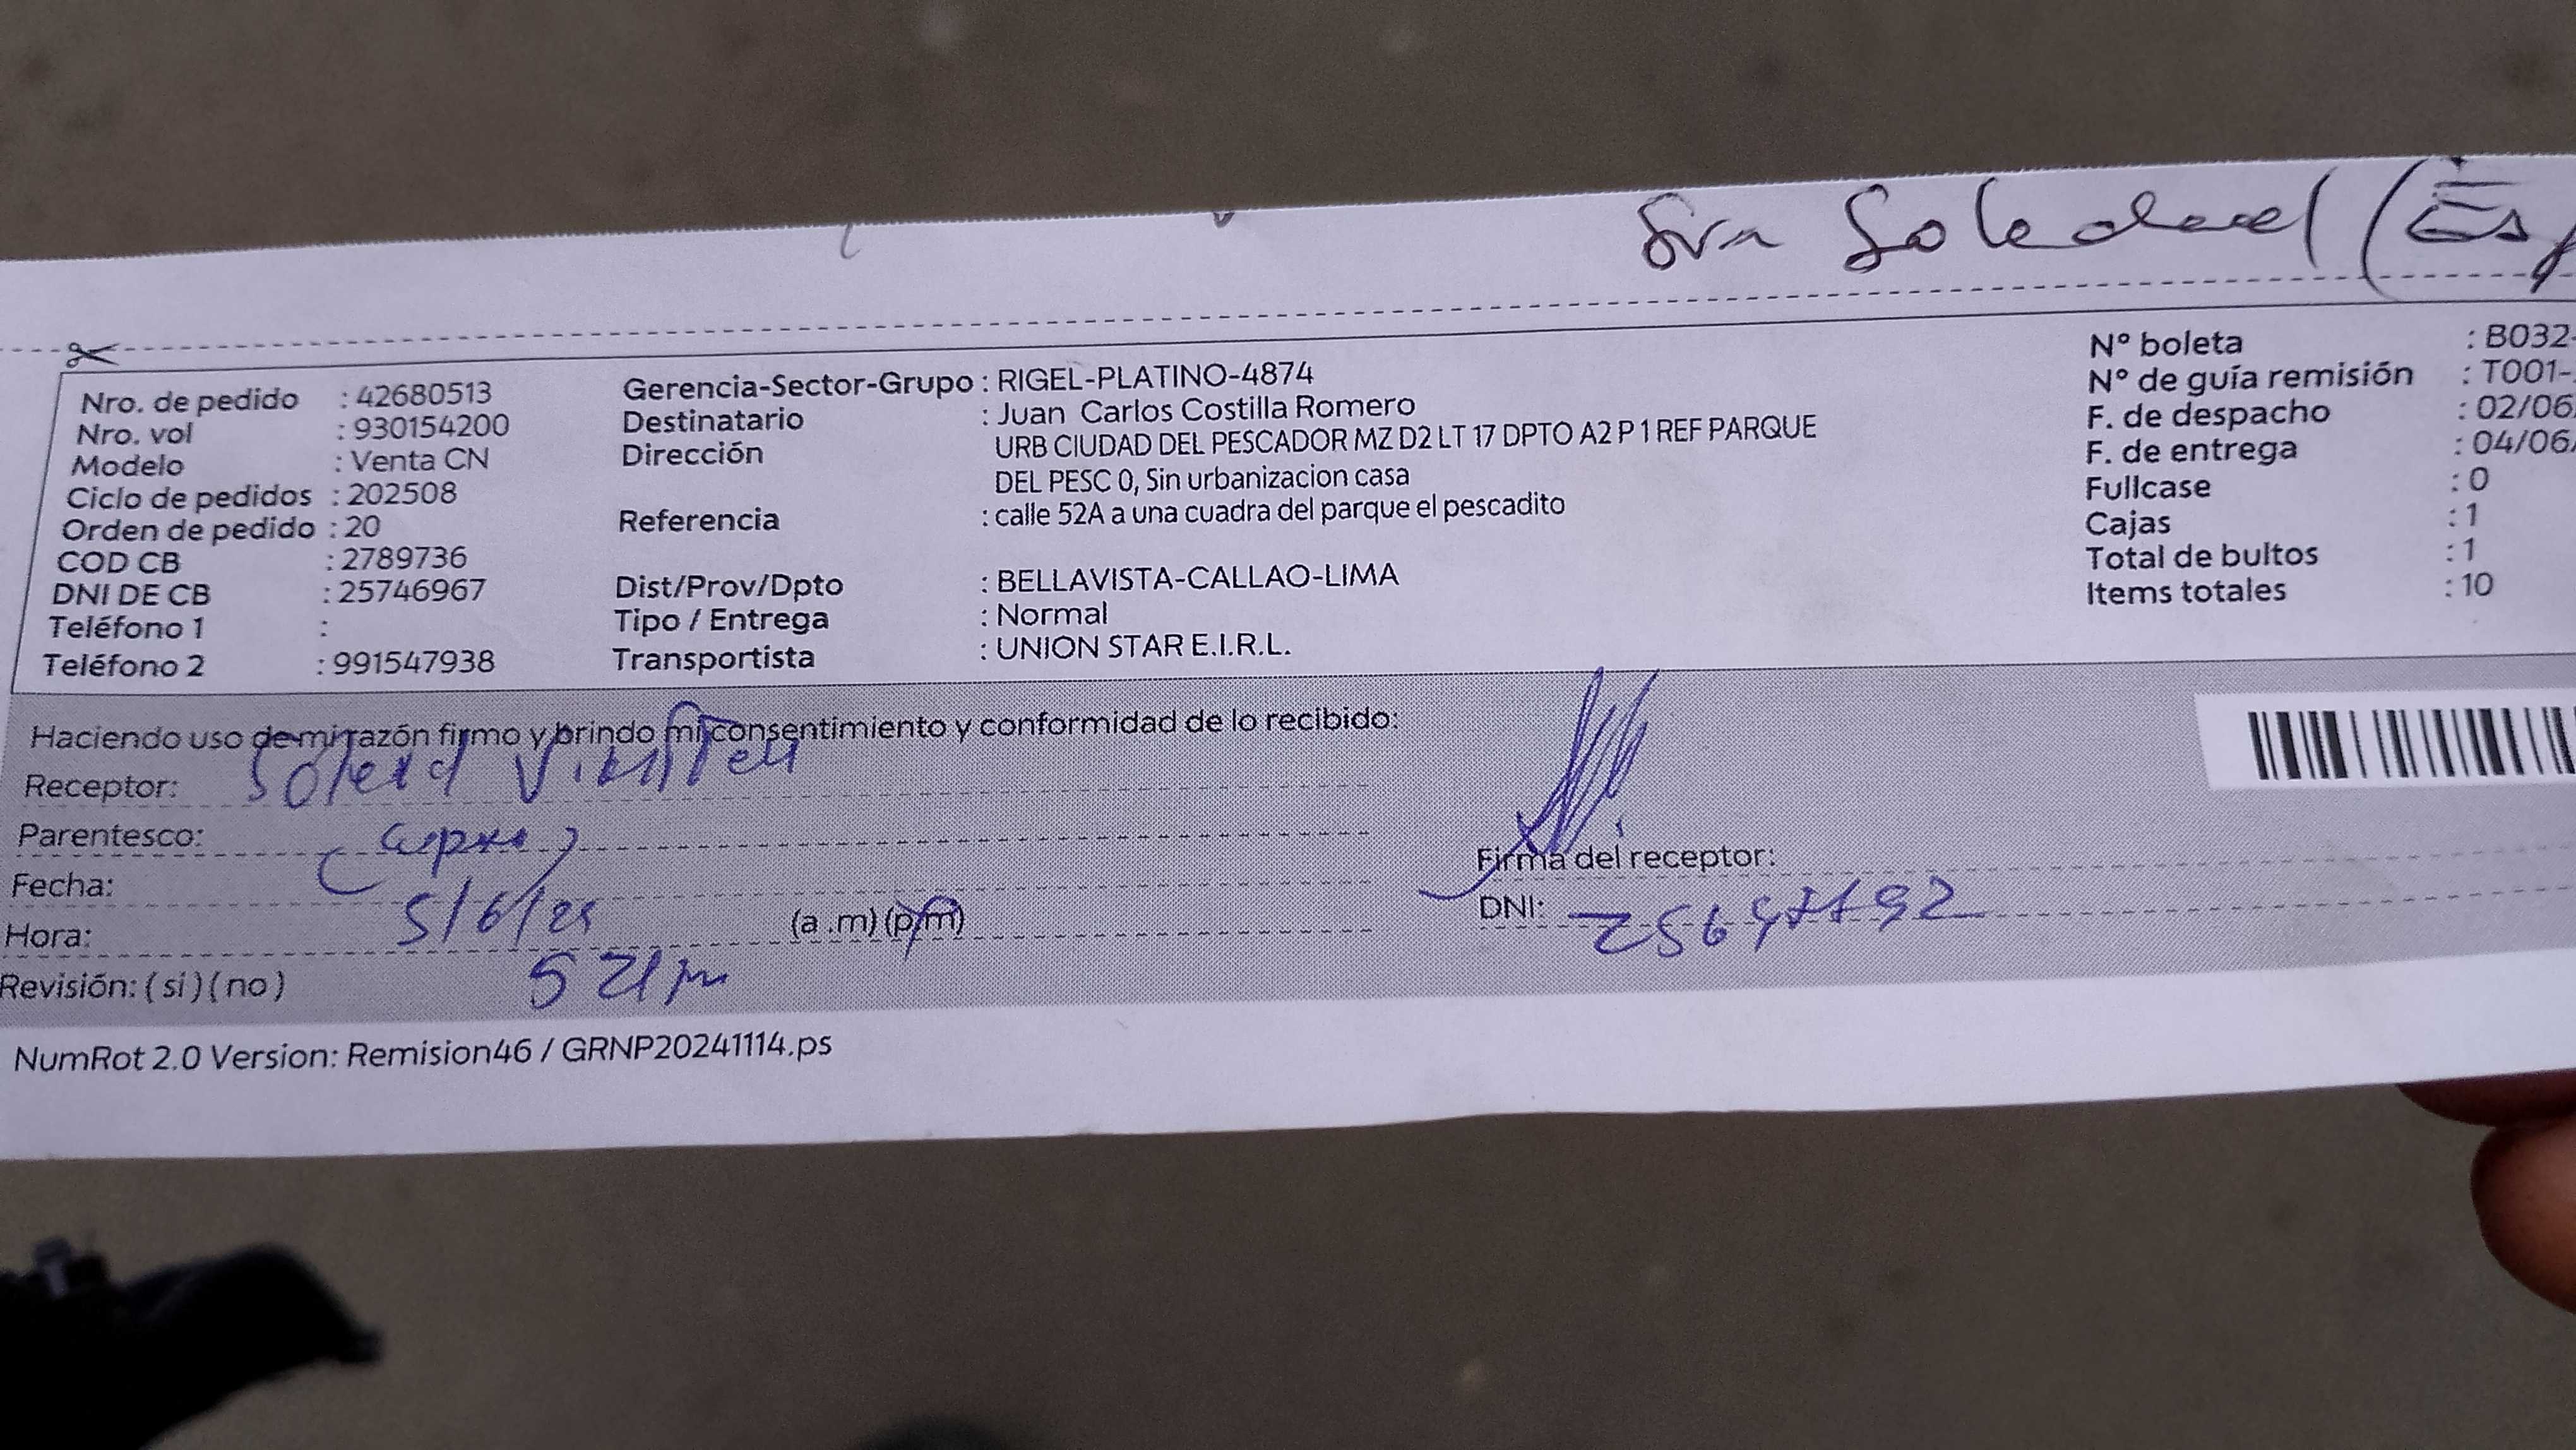 Sra Soledad (Esp
Nro. de pedido : 42680513
Nro. vol : 930154200
Modelo : Venta CN
Ciclo de pedidos : 202508
Orden de pedido : 20
COD CB : 2789736
DNI DE CB : 25746967
Teléfono 1 :
Teléfono 2 : 991547938
Gerencia-Sector-Grupo : RIGEL-PLATINO-4874
Destinatario : Juan Carlos Costilla Romero
Dirección URB CIUDAD DEL PESCADOR MZ D2 LT 17 DPTO A2 P 1 REF PARQUE
DEL PESC 0, Sin urbanizacion casa
Referencia : calle 52A a una cuadra del parque el pescadito
Dist/Prov/Dpto : BELLAVISTA-CALLAO-LIMA
Tipo / Entrega : Normal
Transportista : UNION STAR E.I.R.L.
N° boleta : B032-
N° de guía remisión : T001-
F. de despacho : 02/06/
F. de entrega : 04/06/
Fullcase : 0
Cajas : 1
Total de bultos : 1
Items totales : 10
Haciendo uso de mi razón firmo y brindo mi consentimiento y conformidad de lo recibido:
Receptor:
Parentesco:
Fecha: 5/6/25
Hora: 5 21 pm (a .m) (p.m)
Revisión: ( si ) ( no )
Firma del receptor:
DNI:
NumRot 2.0 Version: Remision46 / GRNP20241114.ps